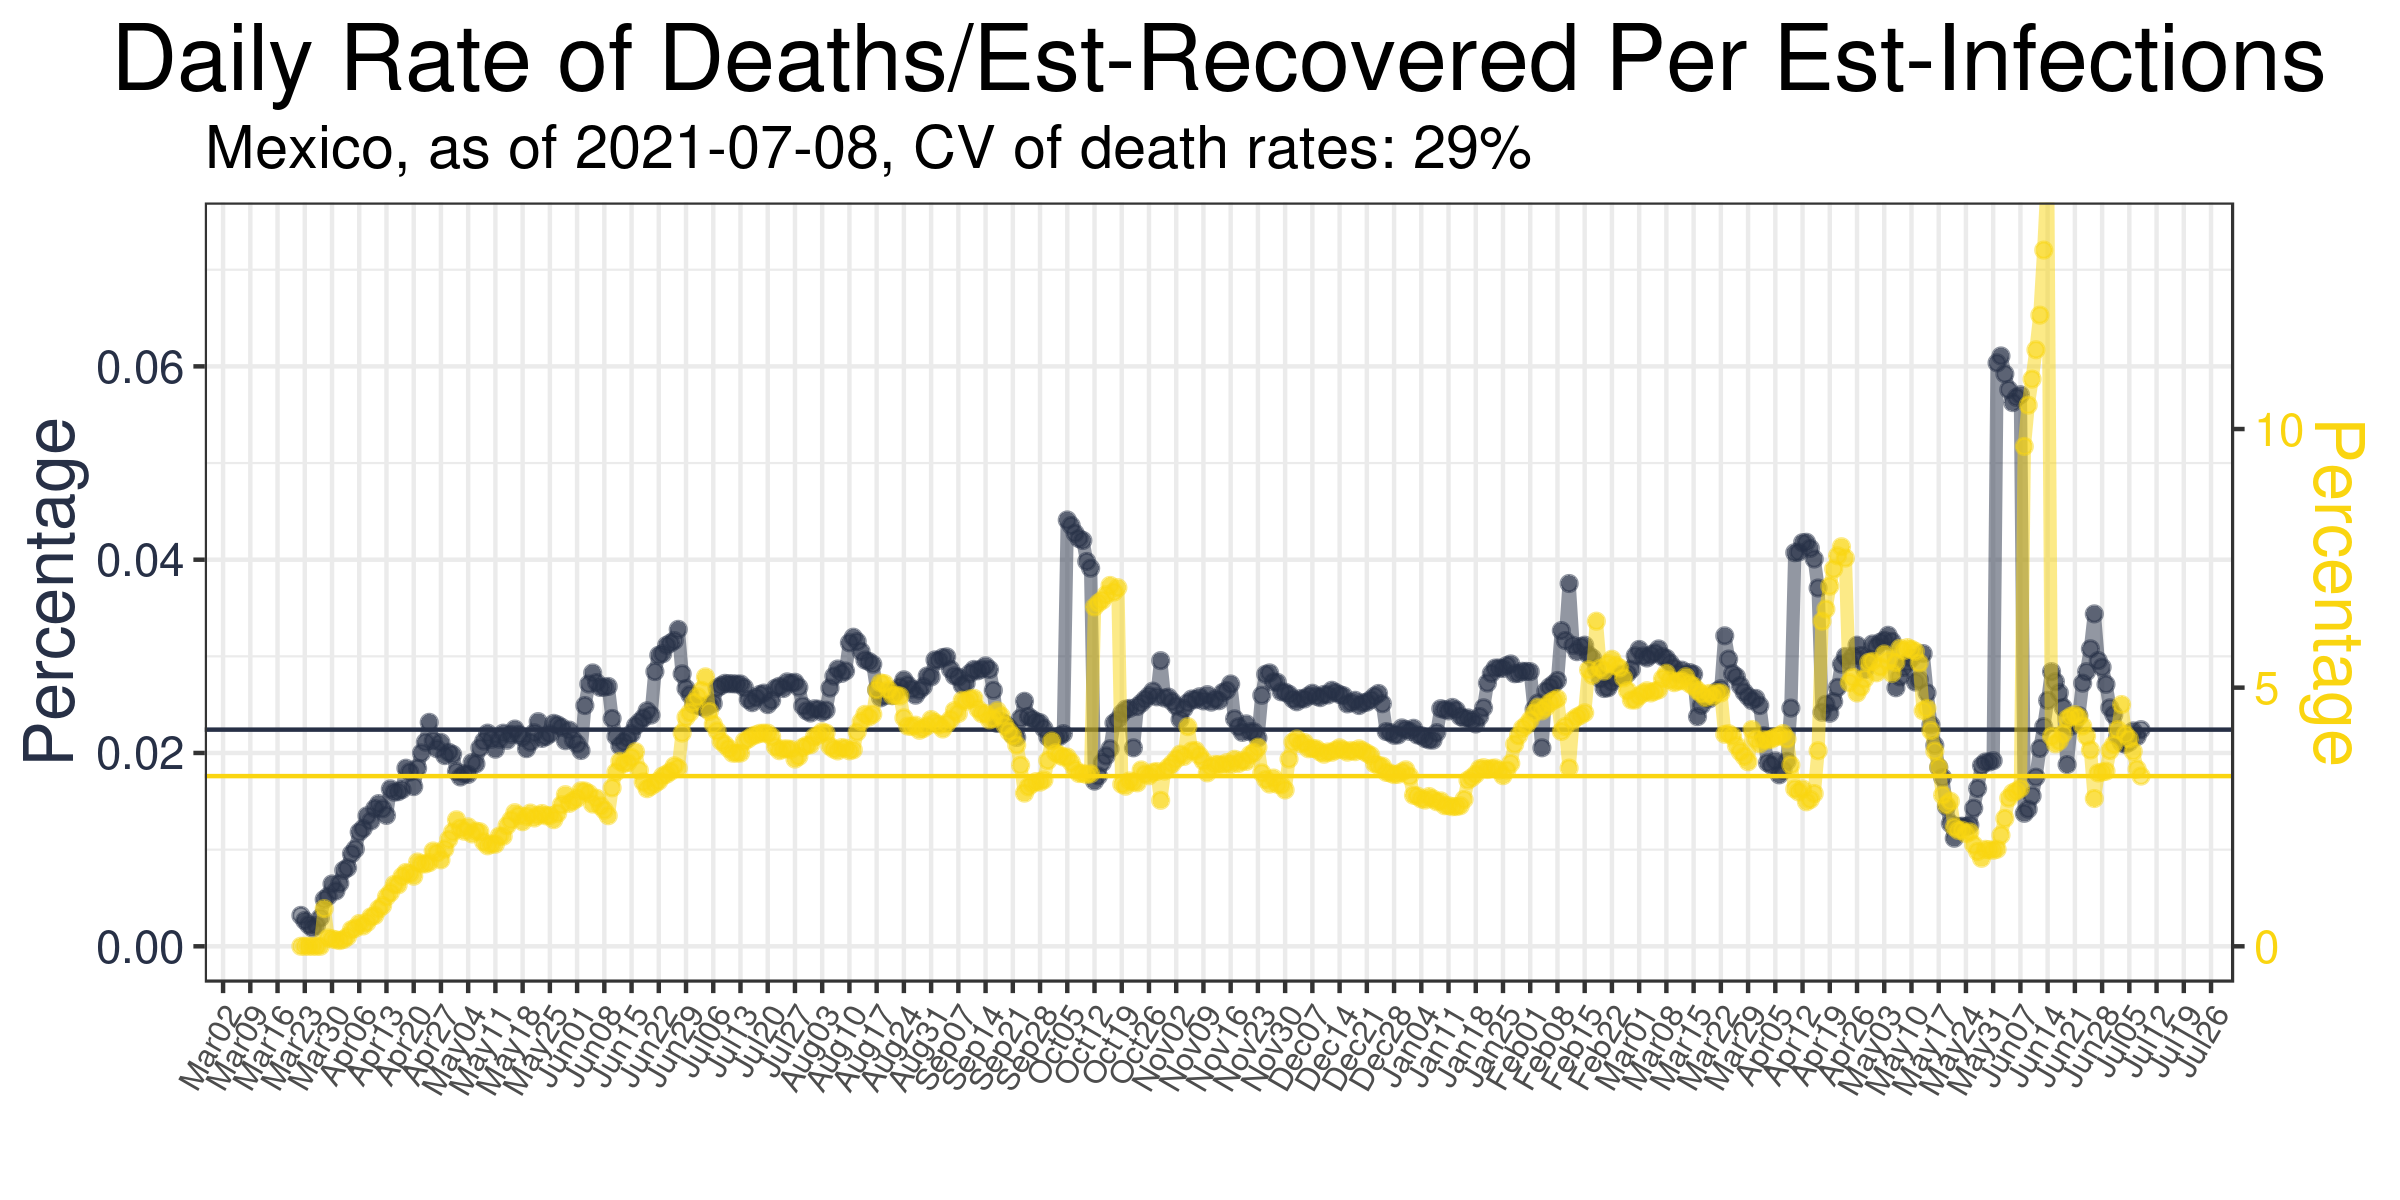 Daily Rate of Deaths/Est-Recovered Per Est-Infections
Mexico, as of 2021-07-08, CV of death rates: 29%
Percentage
0.06
0.04
0.02
0.00
10
5
0
Percentage
Mar02
Mar09
Mar16
Mar23
Mar30
Apr06
Apr13
Apr20
Apr27
May04
May11
May18
May25
Jun01
Jun08
Jun15
Jun22
Jun29
Jul06
Jul13
Jul20
Jul27
Aug03
Aug10
Aug17
Aug24
Aug31
Sep07
Sep14
Sep21
Sep28
Oct05
Oct12
Oct19
Oct26
Nov02
Nov09
Nov16
Nov23
Nov30
Dec07
Dec14
Dec21
Dec28
Jan04
Jan11
Jan18
Jan25
Feb01
Feb08
Feb15
Feb22
Mar01
Mar08
Mar15
Mar22
Mar29
Apr05
Apr12
Apr19
Apr26
May03
May10
May17
May24
May31
Jun07
Jun14
Jun21
Jun28
Jul05
Jul12
Jul19
Jul26